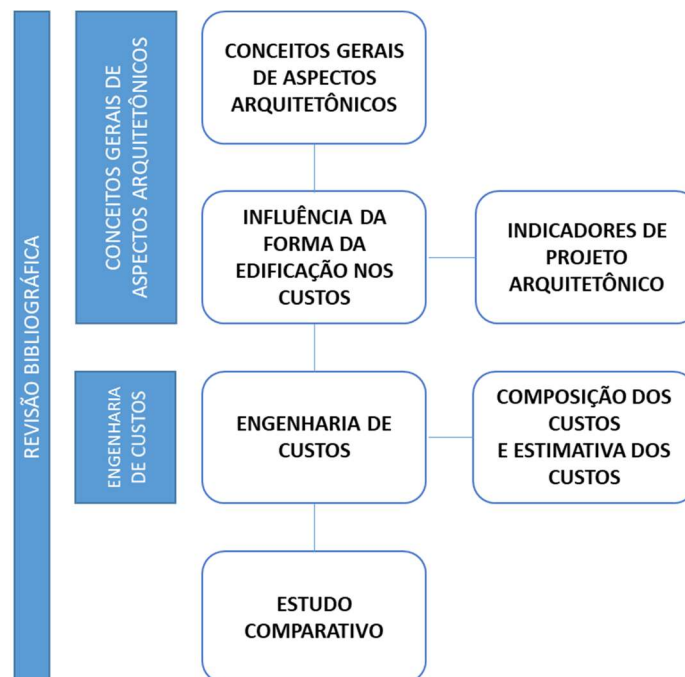 REVISÃO BIBLIOGRÁFICA
CONCEITOS GERAIS DE
ASPECTOS ARQUITETÔNICOS
CONCEITOS GERAIS
DE ASPECTOS
ARQUITETÔNICOS
INFLUÊNCIA DA
FORMA DA
EDIFICAÇÃO NOS
CUSTOS
INDICADORES DE
PROJETO
ARQUITETÔNICO
ENGENHARIA
DE CUSTOS
ENGENHARIA DE
CUSTOS
COMPOSIÇÃO DOS
CUSTOS
E ESTIMATIVA DOS
CUSTOS
ESTUDO
COMPARATIVO